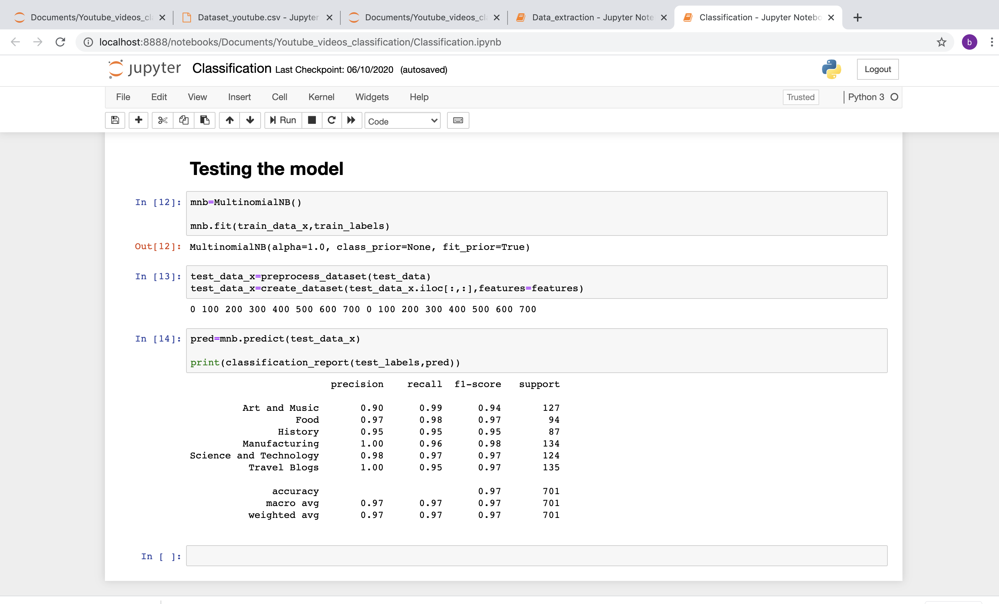 Documents/Youtube_videos_cl
Dataset_youtube.csv - Jupyter
Documents/Youtube_videos_cl
Data_extraction - Jupyter Note
Classification - Jupyter Notebo
localhost:8888/notebooks/Documents/Youtube_videos_classification/Classification.ipynb
b
jupyter Classification Last Checkpoint: 06/10/2020 (autosaved)
Logout
File Edit View Insert Cell Kernel Widgets Help
Trusted
Python 3
Run
Code
Testing the model
In [12]: mnb=MultinomialNB()
mnb.fit(train_data_x,train_labels)
Out[12]: MultinomialNB(alpha=1.0, class_prior=None, fit_prior=True)
In [13]: test_data_x=preprocess_dataset(test_data)
test_data_x=create_dataset(test_data_x.iloc[:,:],features=features)
0 100 200 300 400 500 600 700 0 100 200 300 400 500 600 700
In [14]: pred=mnb.predict(test_data_x)
print(classification_report(test_labels,pred))
precision recall f1-score support
Art and Music 0.90 0.99 0.94 127
Food 0.97 0.98 0.97 94
History 0.95 0.95 0.95 87
Manufacturing 1.00 0.96 0.98 134
Science and Technology 0.98 0.97 0.97 124
Travel Blogs 1.00 0.95 0.97 135
accuracy 0.97 701
macro avg 0.97 0.97 0.97 701
weighted avg 0.97 0.97 0.97 701
In [ ]: